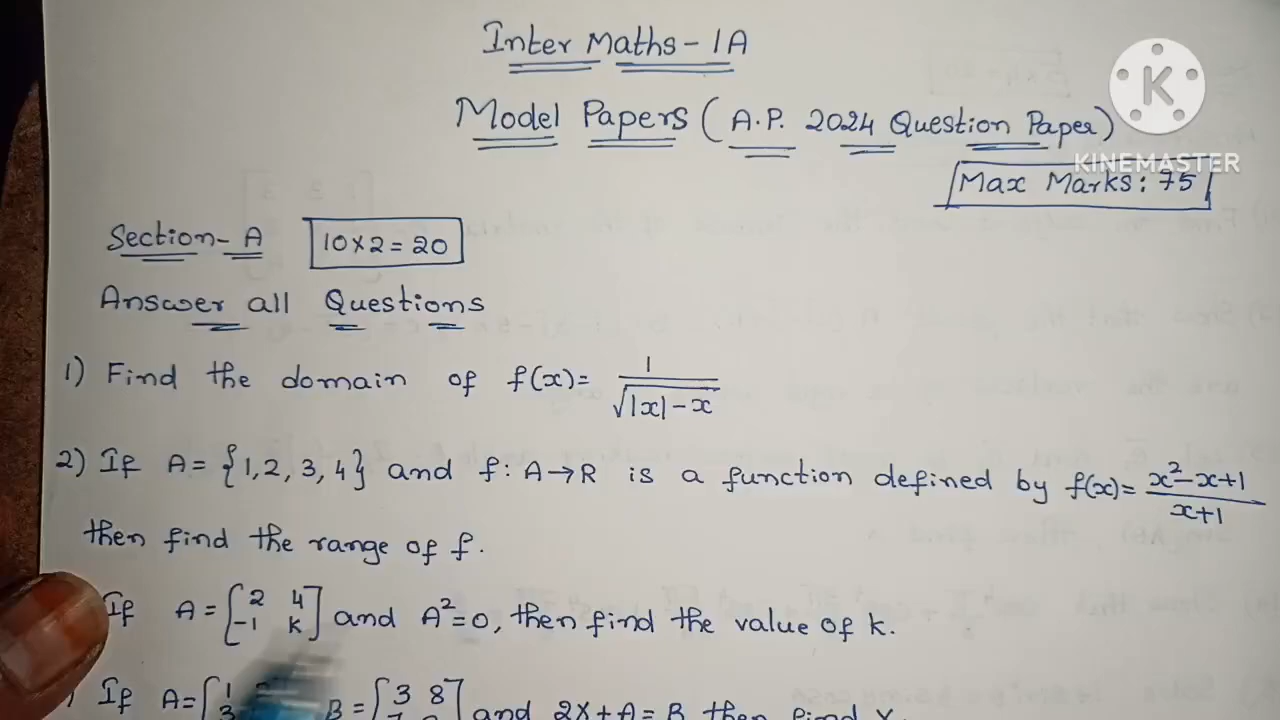 Inter Maths - 1A
K
Model Papers (A.P. 2024 Question Paper)
KINEMASTER
Max Marks: 75
Section - A 10×2=20
Answer all Questions
1) Find the domain of f(x)= 1/√|x|-x
2) If A = {1,2,3,4} and f: A→R is a function defined by f(x)= x²-x+1/x+1
then find the range of f.
If A = [2 4 -1 k] and A²=0, then find the value of k.
If A= [1 3 B = [3 8] and 2X+A=B then find X.